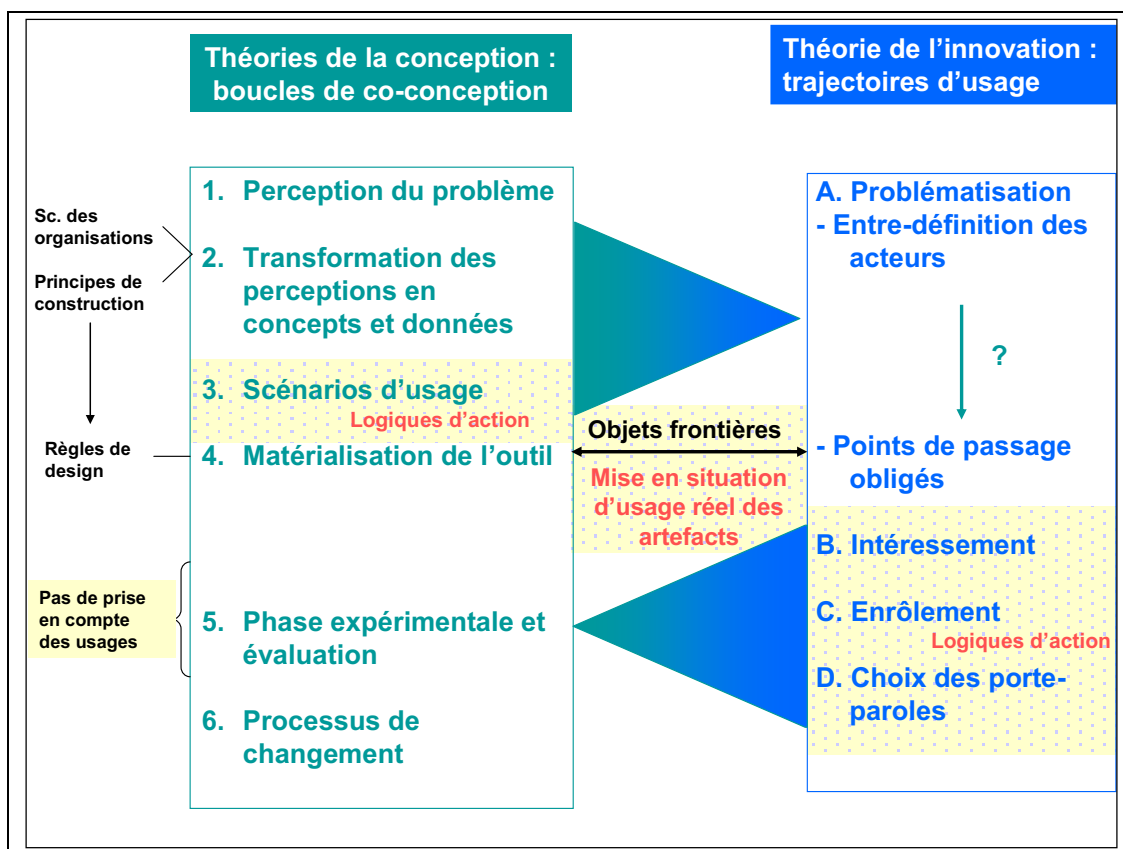 Théories de la conception :
boucles de co-conception
Théorie de l’innovation :
trajectoires d’usage
Sc. des
organisations
Principes de
construction
Règles de
design
Pas de prise
en compte
des usages
1. Perception du problème
2. Transformation des
perceptions en
concepts et données
3. Scénarios d’usage
Logiques d’action
4. Matérialisation de l’outil
5. Phase expérimentale et
évaluation
6. Processus de
changement
Objets frontières
Mise en situation
d’usage réel des
artefacts
A. Problématisation
- Entre-définition des
acteurs
?
- Points de passage
obligés
B. Intéressement
C. Enrôlement
Logiques d’action
D. Choix des porte-
paroles